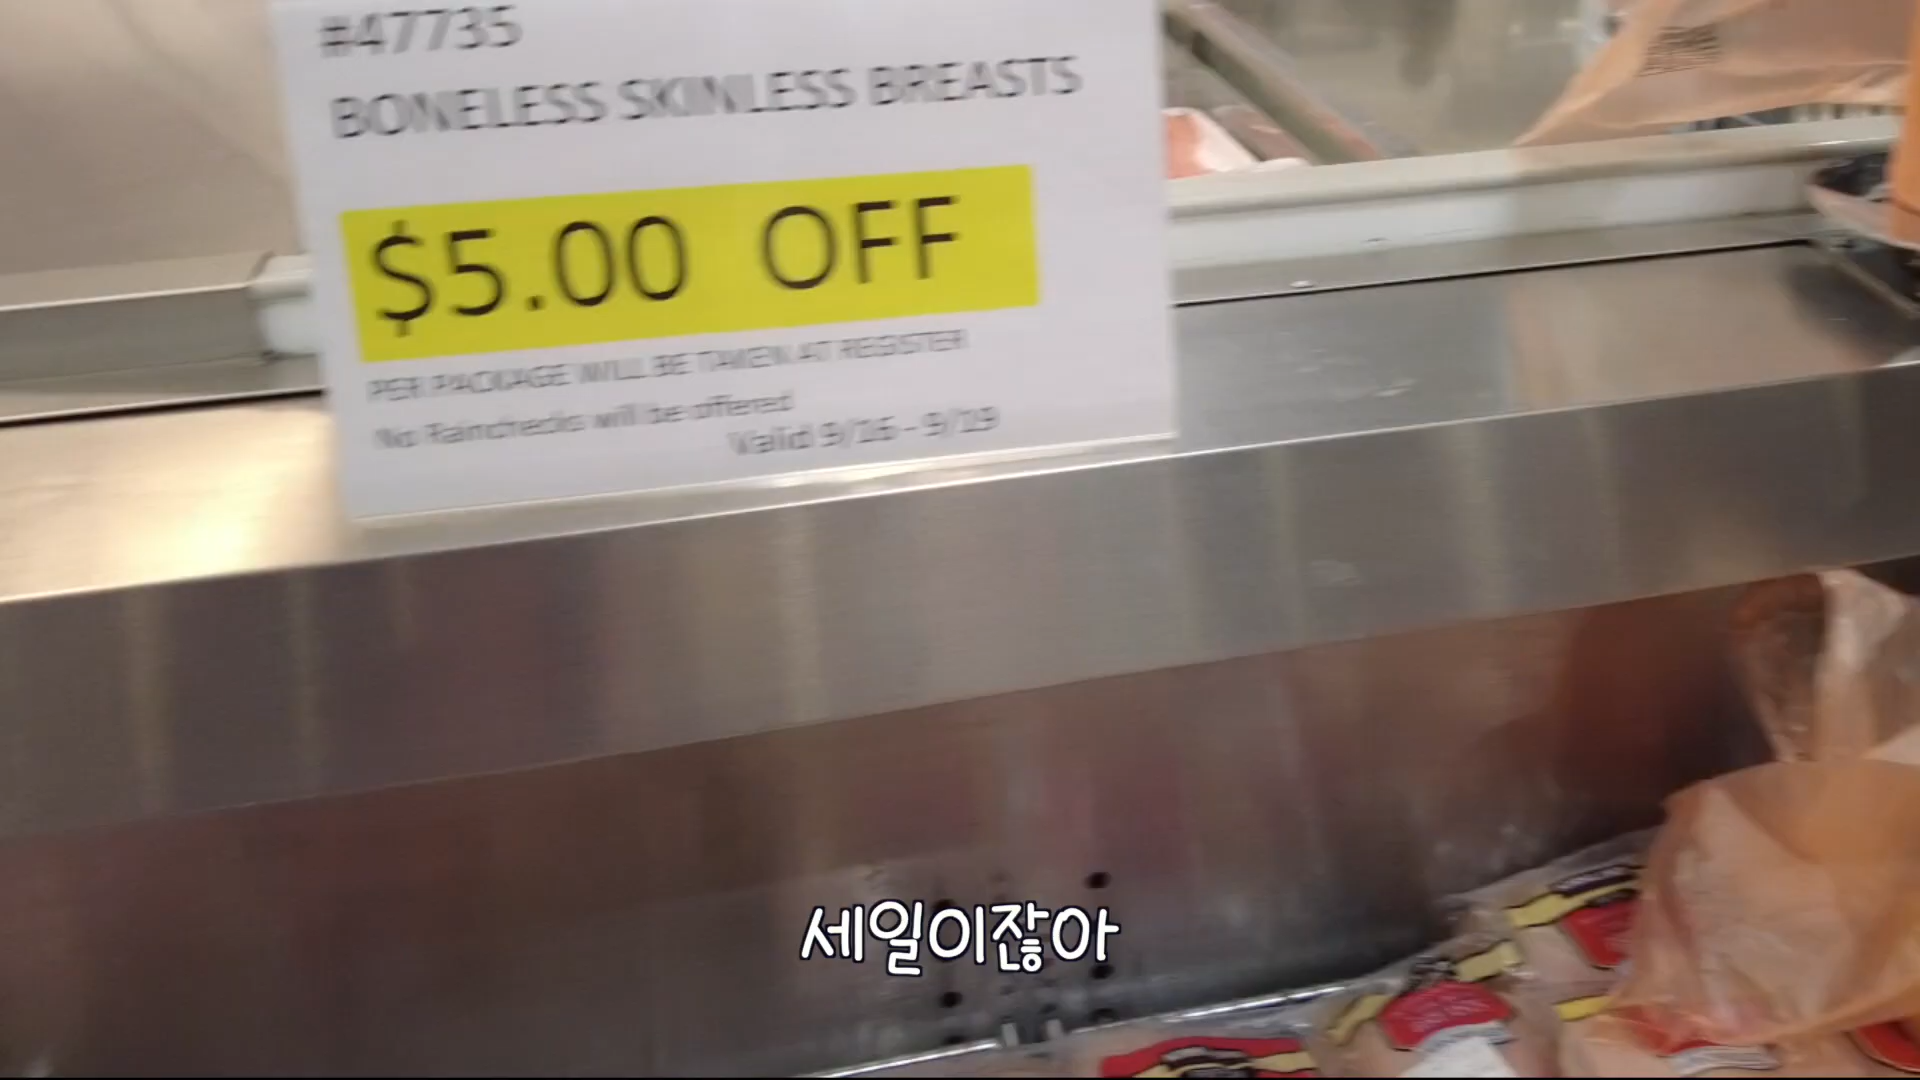 #47735
BONELESS SKINLESS BREASTS
$5.00 OFF
PER PACKAGE WILL BE TAKEN AT REGISTER
No Rainchecks will be offered
Valid 9/16 - 9/19
세일이잖아